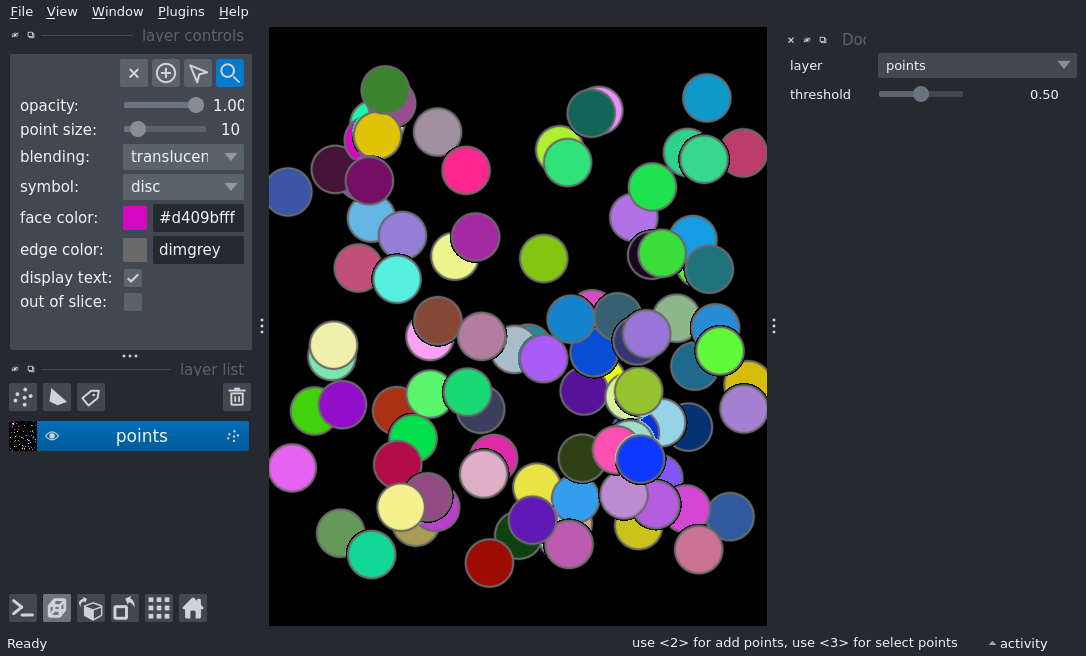 File View Window Plugins Help
layer controls
opacity: 1.00
point size: 10
blending: translucen
symbol: disc
face color: #d409bfff
edge color: dimgrey
display text:
out of slice:
layer list
points
Doc
layer points
threshold 0.50
Ready
use <2> for add points, use <3> for select points
activity